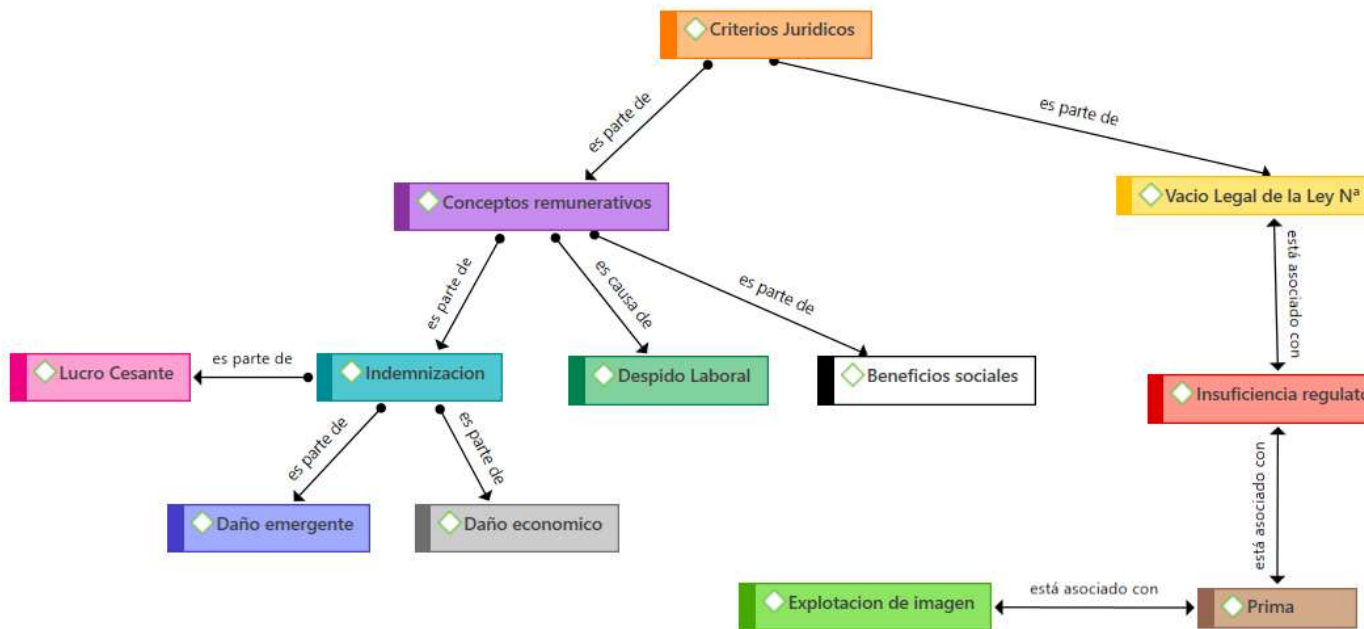 Criterios Juridicos
es parte de
es parte de
Conceptos remunerativos
Vacio Legal de la Ley Nª
es parte de
es causa de
es parte de
está asociado con
Lucro Cesante
es parte de
Indemnizacion
Despido Laboral
Beneficios sociales
Insuficiencia
es parte de
es parte de
está asociado con
Daño emergente
Daño economico
Explotacion de imagen
está asociado con
Prima